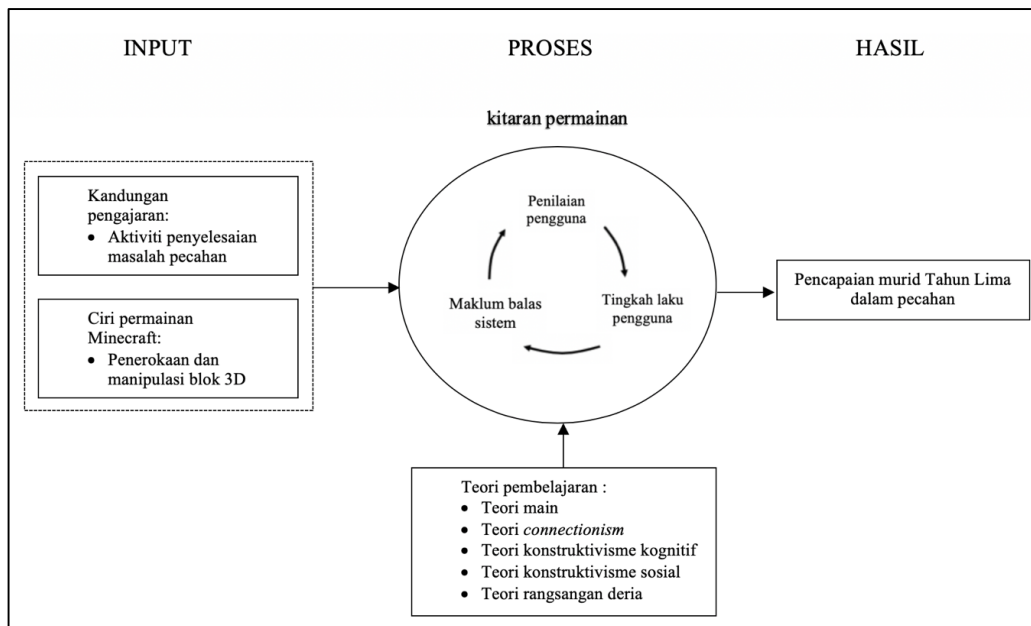 INPUT
PROSES
HASIL
kitaran permainan
Kandungan
pengajaran:
• Aktiviti penyelesaian
masalah pecahan
Ciri permainan
Minecraft:
• Penerokaan dan
manipulasi blok 3D
Penilaian
pengguna
Tingkah laku
pengguna
Maklum balas
sistem
Pencapaian murid Tahun Lima
dalam pecahan
Teori pembelajaran :
• Teori main
• Teori connectionism
• Teori konstruktivisme kognitif
• Teori konstruktivisme sosial
• Teori rangsangan deria